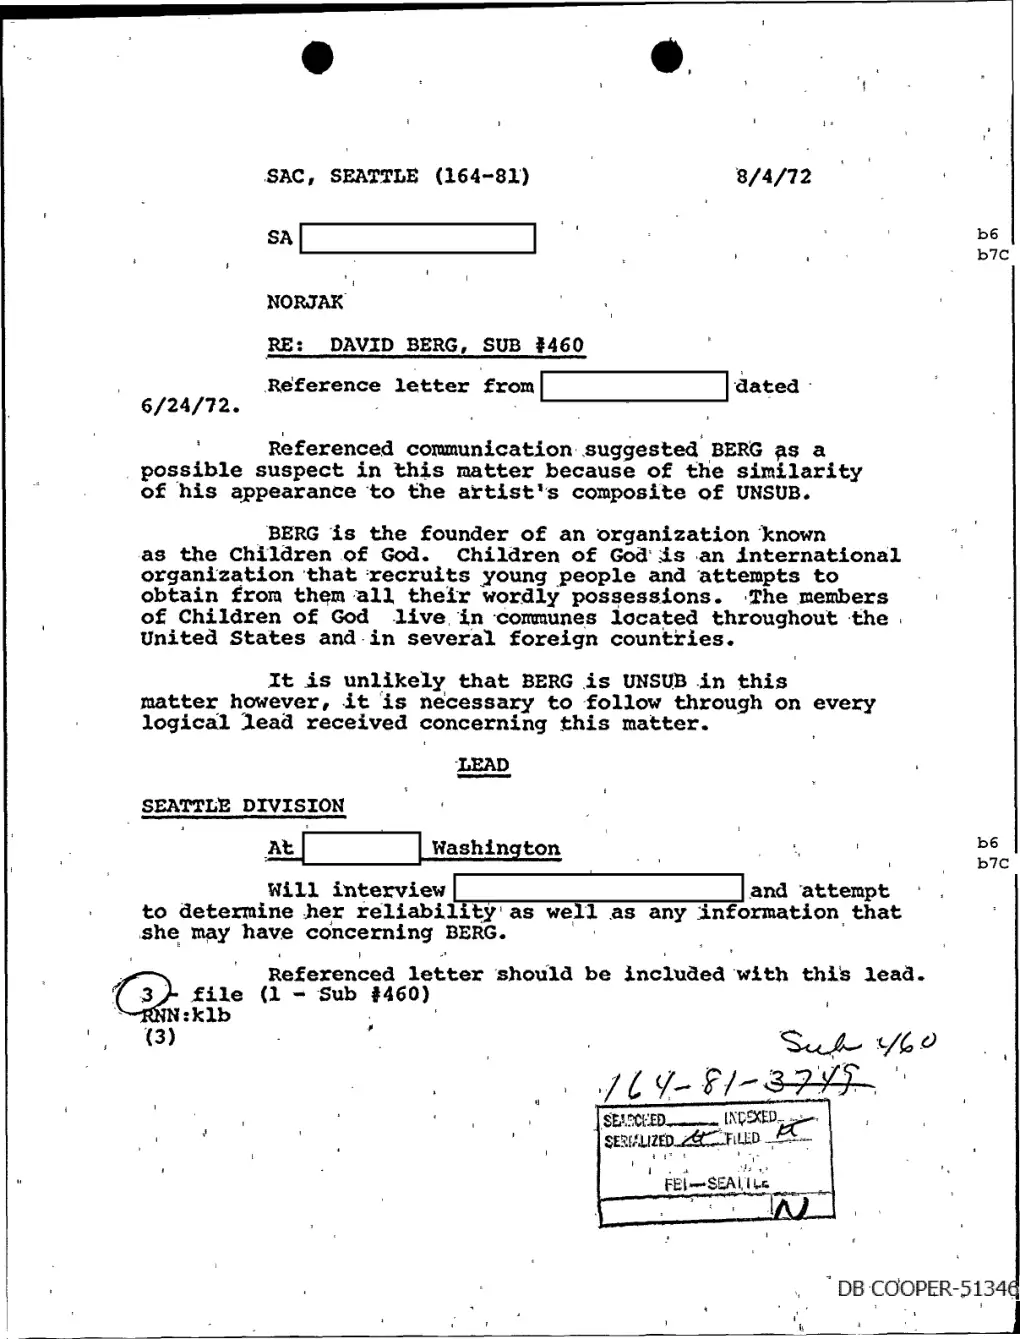 SAC, SEATTLE (164-81) 8/4/72
SA
b6
b7C
NORJAK
RE: DAVID BERG, SUB #460
Reference letter from dated
6/24/72.
Referenced communication suggested BERG as a
possible suspect in this matter because of the similarity
of his appearance to the artist's composite of UNSUB.
BERG is the founder of an organization known
as the Children of God. Children of God is an international
organization that recruits young people and attempts to
obtain from them all their wordly possessions. The members
of Children of God live in communes located throughout the
United States and in several foreign countries.
It is unlikely that BERG is UNSUB in this
matter however, it is necessary to follow through on every
logical lead received concerning this matter.
LEAD
SEATTLE DIVISION
At Washington
b6
b7C
Will interview and attempt
to determine her reliability as well as any information that
she may have concerning BERG.
Referenced letter should be included with this lead.
3 - file (1 - Sub #460)
RNN:klb
(3)
Sub 460
164-81-3749
SEARCHED INDEXED
SERIALIZED FILED
FBI—SEATTLE
N
DB COOPER-51346